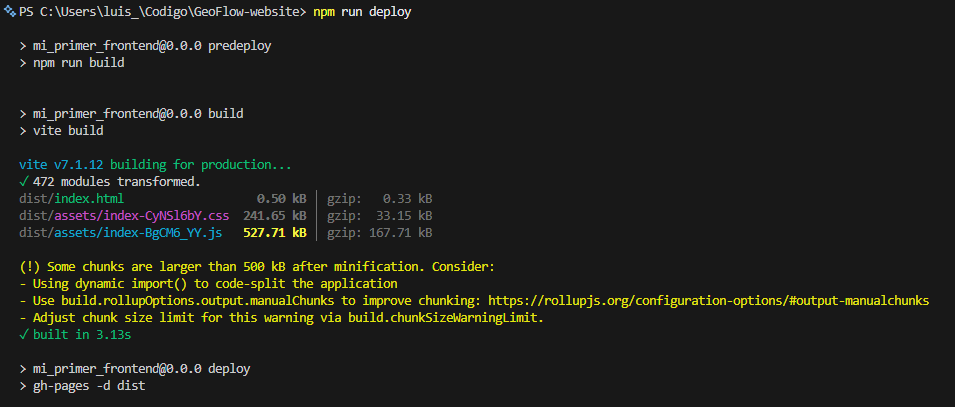 PS C:\Users\luis_\Codigo\GeoFlow-website> npm run deploy
> mi_primer_frontend@0.0.0 predeploy
> npm run build
> mi_primer_frontend@0.0.0 build
> vite build
vite v7.1.12 building for production...
✓ 472 modules transformed.
dist/index.html                   0.50 kB │ gzip:   0.33 kB
dist/assets/index-CyNSl6bY.css  241.65 kB │ gzip:  33.15 kB
dist/assets/index-BgCM6_YY.js   527.71 kB │ gzip: 167.71 kB
(!) Some chunks are larger than 500 kB after minification. Consider:
- Using dynamic import() to code-split the application
- Use build.rollupOptions.output.manualChunks to improve chunking: https://rollupjs.org/configuration-options/#output-manualchunks
- Adjust chunk size limit for this warning via build.chunkSizeWarningLimit.
✓ built in 3.13s
> mi_primer_frontend@0.0.0 deploy
> gh-pages -d dist